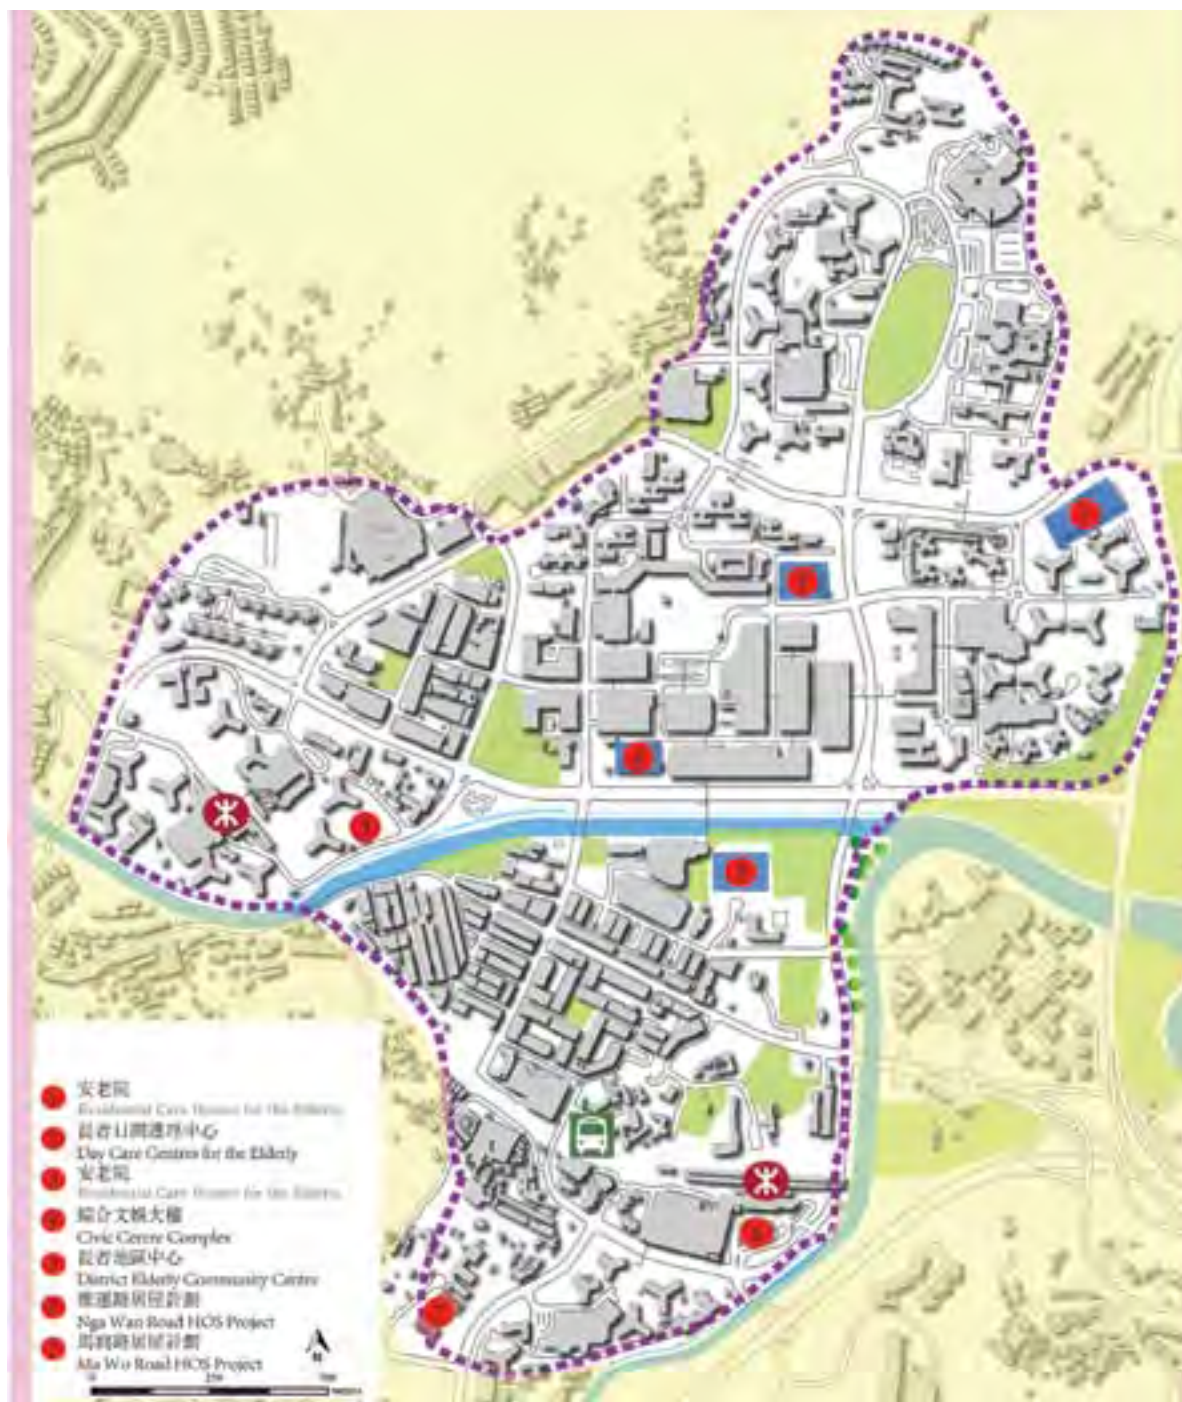 安老院
Residential Care Homes for the Elderly
長者日間護理中心
Day Care Centres for the Elderly
安老院
Residential Care Homes for the Elderly
綜合文娛大樓
Civic Centre Complex
長者地區中心
District Elderly Community Centre
雅運路居屋計劃
Nga Wan Road HOS Project
馬窩路居屋計劃
Ma Wo Road HOS Project
N
0